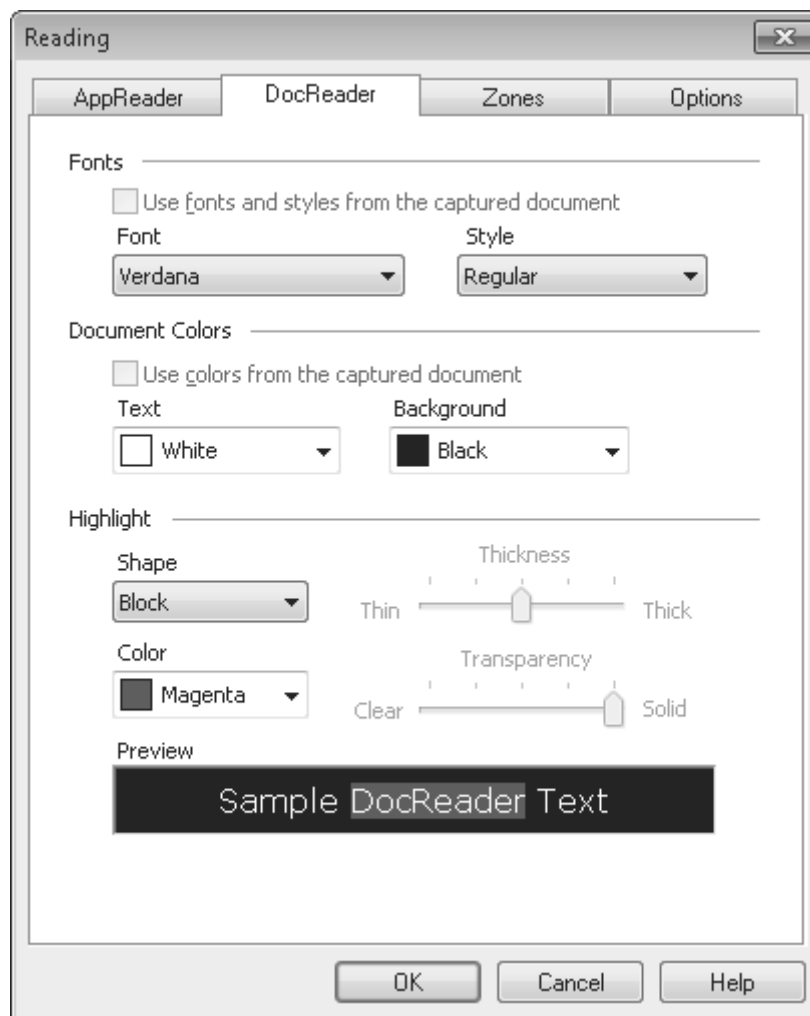 Reading
AppReader DocReader Zones Options
Fonts
Use fonts and styles from the captured document
Font Style
Verdana Regular
Document Colors
Use colors from the captured document
Text Background
White Black
Highlight
Shape Thickness
Block Thin Thick
Color Transparency
Magenta Clear Solid
Preview
Sample DocReader Text
OK Cancel Help